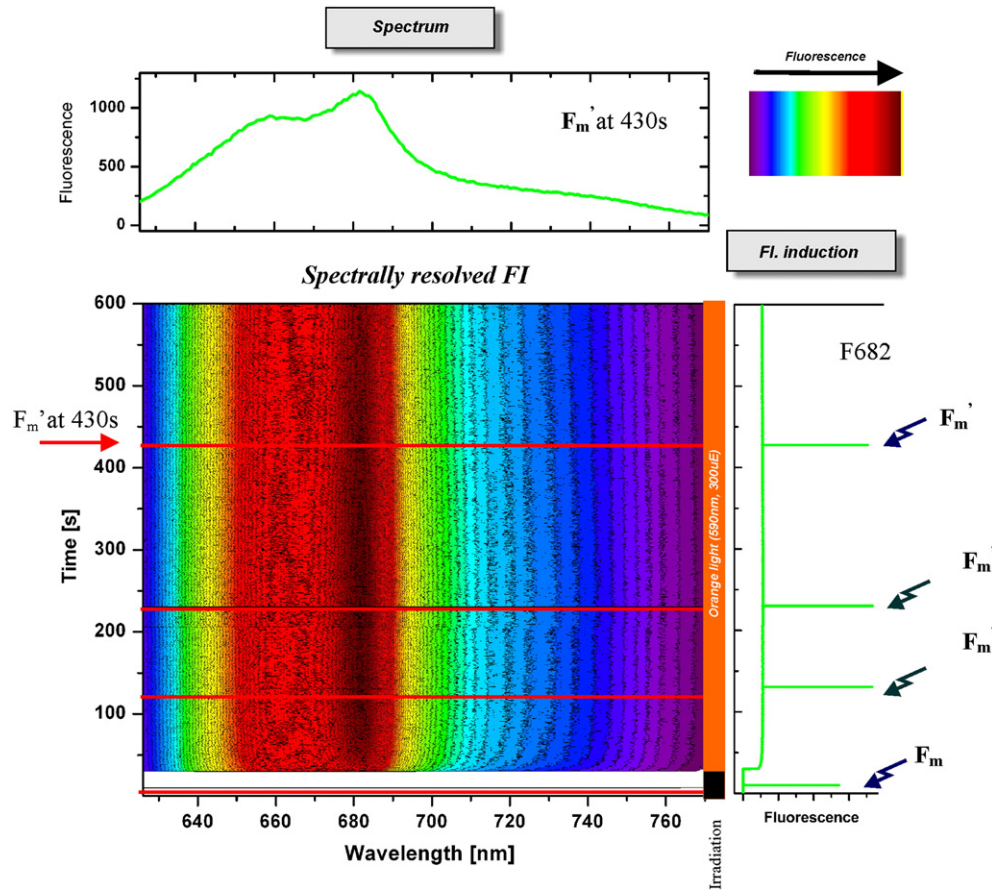 Spectrum
Fluorescence
1000
500
0
Fluorescence
Fm' at 430s
Fl. induction
Spectrally resolved FI
600
500
400
300
200
100
Time [s]
Fm' at 430s
640
660
680
700
720
740
760
Wavelength [nm]
Orange light (590nm, 300uE)
Irradiation
F682
Fm'
Fm'
Fm'
Fm
Fluorescence